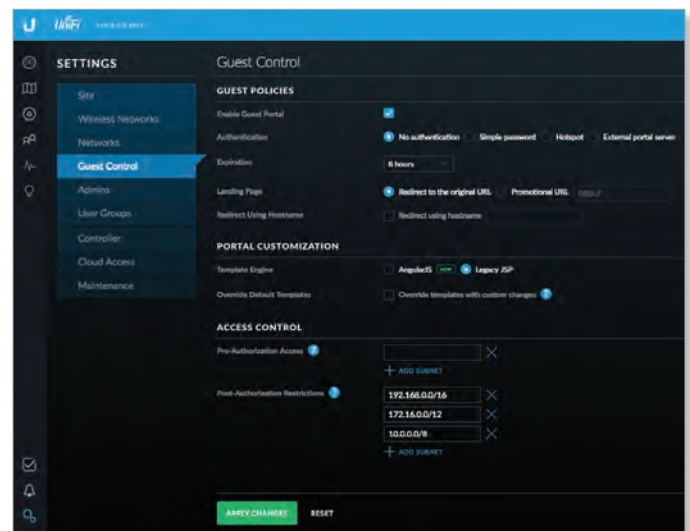 U UniFi
SETTINGS
Site
Wireless Networks
Networks
Guest Control
Admins
User Groups
Controller
Cloud Access
Maintenance
Guest Control
GUEST POLICIES
Enable Guest Portal
Authentication No authentication Simple password Hotspot External portal server
Expiration 8 hours
Landing Page Redirect to the original URL Promotional URL http://
Redirect Using Hostname Redirect using hostname
PORTAL CUSTOMIZATION
Template Engine AngularJS NEW Legacy JSP
Override Default Templates Override templates with custom changes ?
ACCESS CONTROL
Pre-Authorization Access ?
+ ADD SUBNET
Post-Authorization Restrictions ? 192.168.0.0/16
172.16.0.0/12
10.0.0.0/8
+ ADD SUBNET
APPLY CHANGES RESET